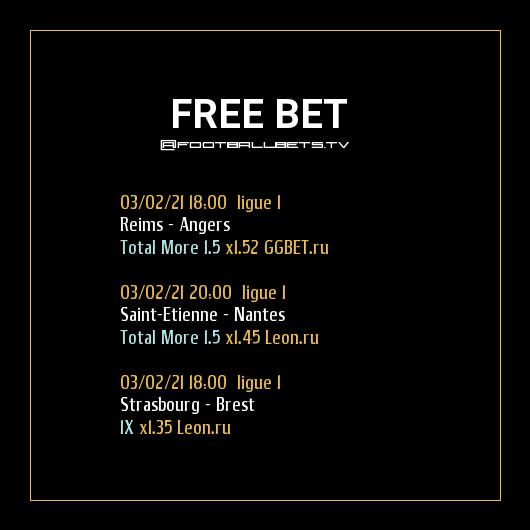 FREE BET
@FOOTBALLBETS.TV
03/02/21 18:00 ligue 1
Reims - Angers
Total More 1.5 x1.52 GGBET.ru
03/02/21 20:00 ligue 1
Saint-Etienne - Nantes
Total More 1.5 x1.45 Leon.ru
03/02/21 18:00 ligue 1
Strasbourg - Brest
1X x1.35 Leon.ru